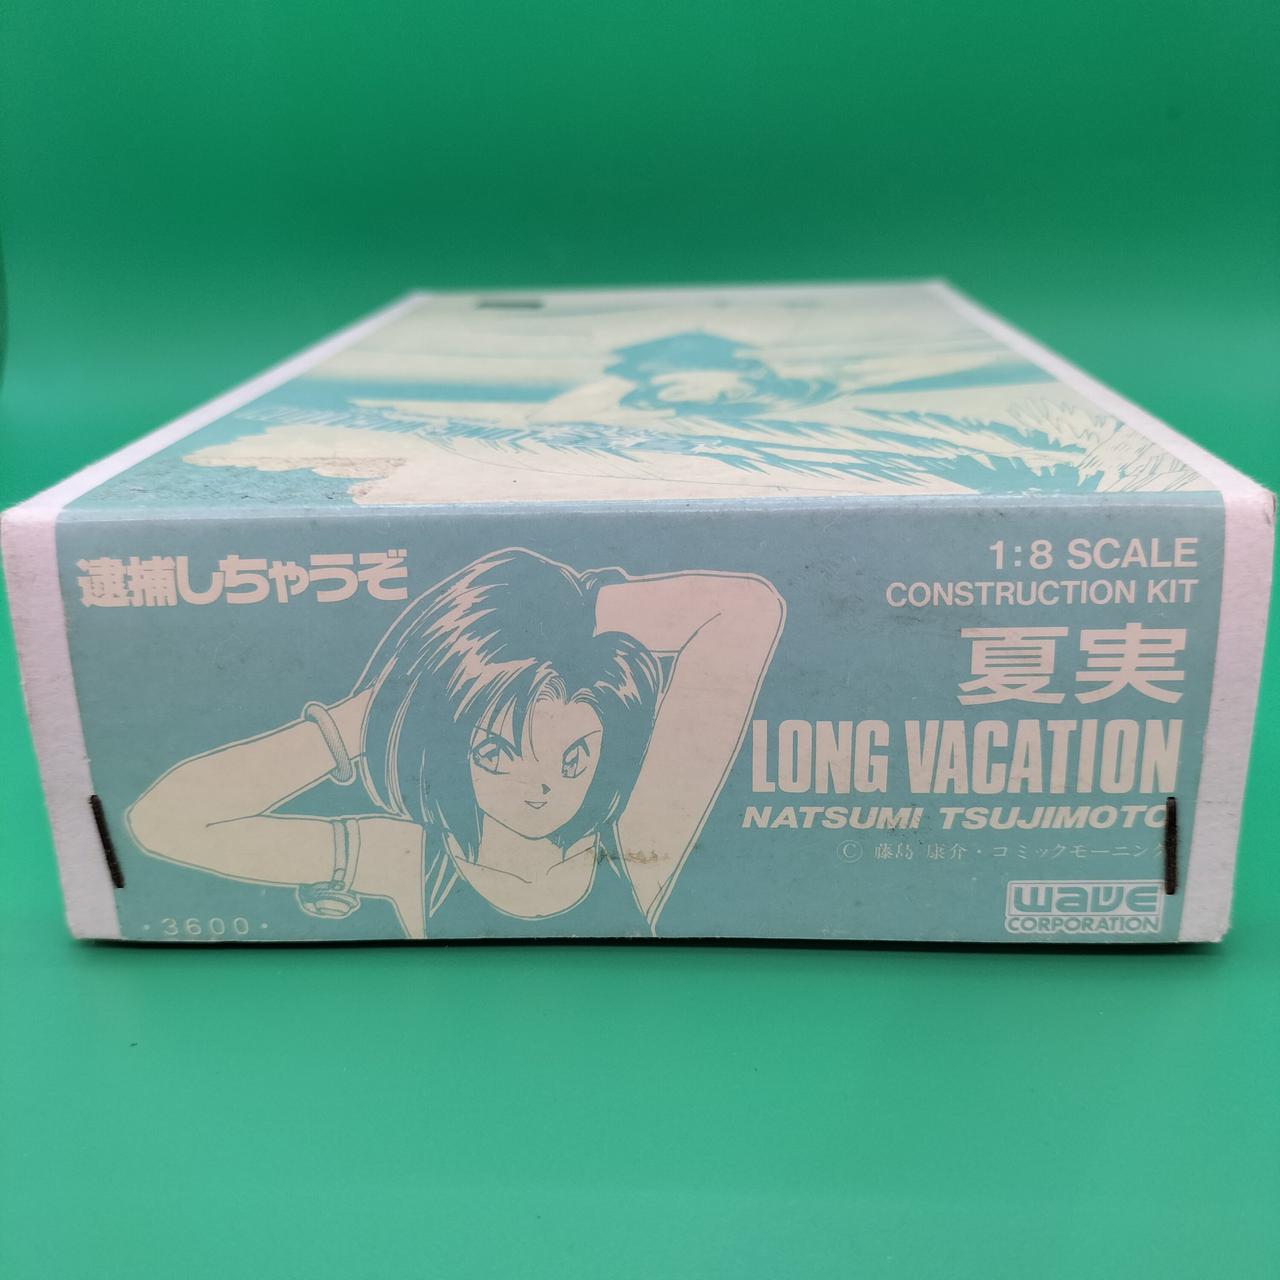 逮捕しちゃうぞ
1:8 SCALE
CONSTRUCTION KIT
夏実
LONG VACATION
NATSUMI TSUJIMOTO
© 藤島 康介・コミックモーニング
・3600・
WAVE
CORPORATION